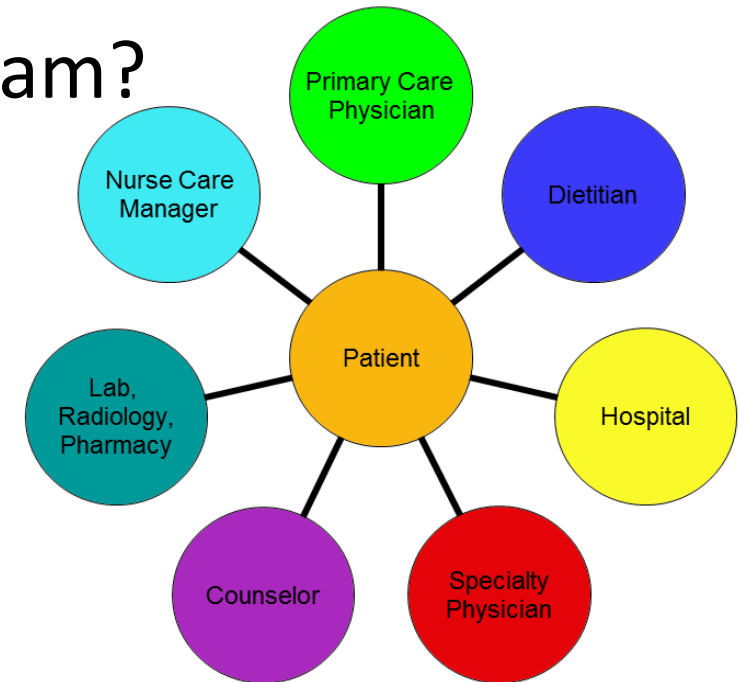 am?
Primary Care
Physician
Nurse Care
Manager
Dietitian
Patient
Lab,
Radiology,
Pharmacy
Hospital
Counselor
Specialty
Physician